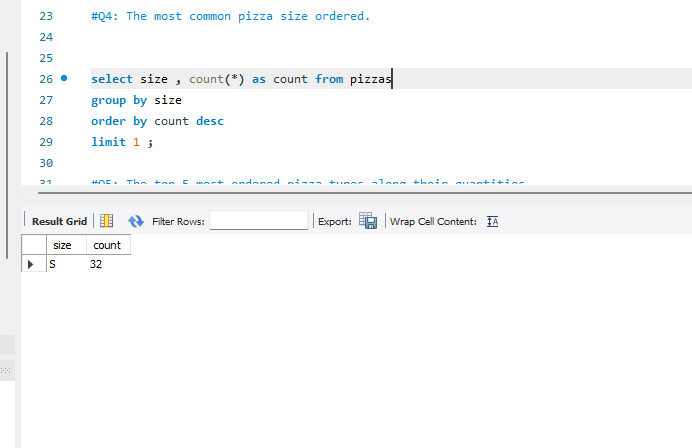 23 #Q4: The most common pizza size ordered.
24
25
26 select size , count(*) as count from pizzas
27 group by size
28 order by count desc
29 limit 1 ;
30
31 #Q5: The top 5 most ordered pizza types along their quantities
Result Grid Filter Rows: Export: Wrap Cell Content: IA
size count
S 32